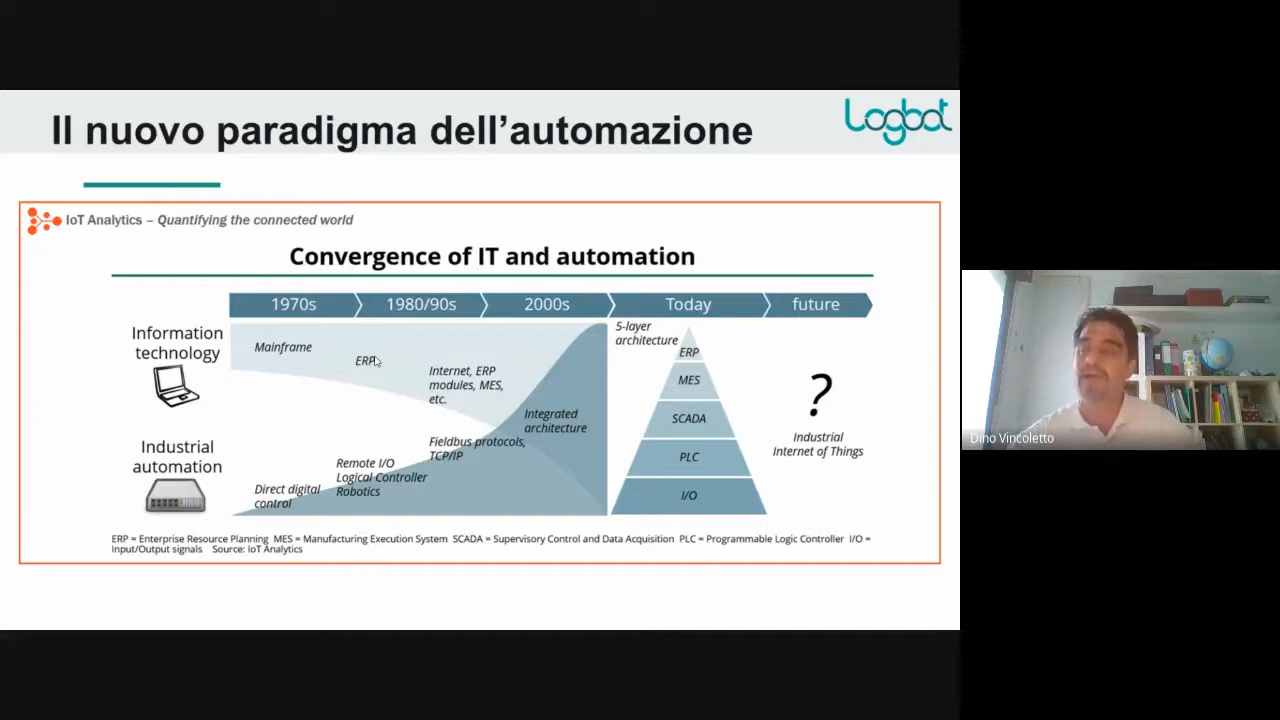 Il nuovo paradigma dell’automazione
Logbot
IoT Analytics – Quantifying the connected world
Convergence of IT and automation
1970s
1980/90s
2000s
Today
future
Information
technology
Mainframe
ERP
Internet, ERP
modules, MES,
etc.
Integrated
architecture
5-layer
architecture
ERP
MES
SCADA
PLC
I/O
?
Industrial
Internet of Things
Industrial
automation
Direct digital
control
Remote I/O
Logical Controller
Robotics
Fieldbus protocols,
TCP/IP
ERP = Enterprise Resource Planning MES = Manufacturing Execution System SCADA = Supervisory Control and Data Acquisition PLC = Programmable Logic Controller I/O =
Input/Output signals Source: IoT Analytics
Dino Vincoletto